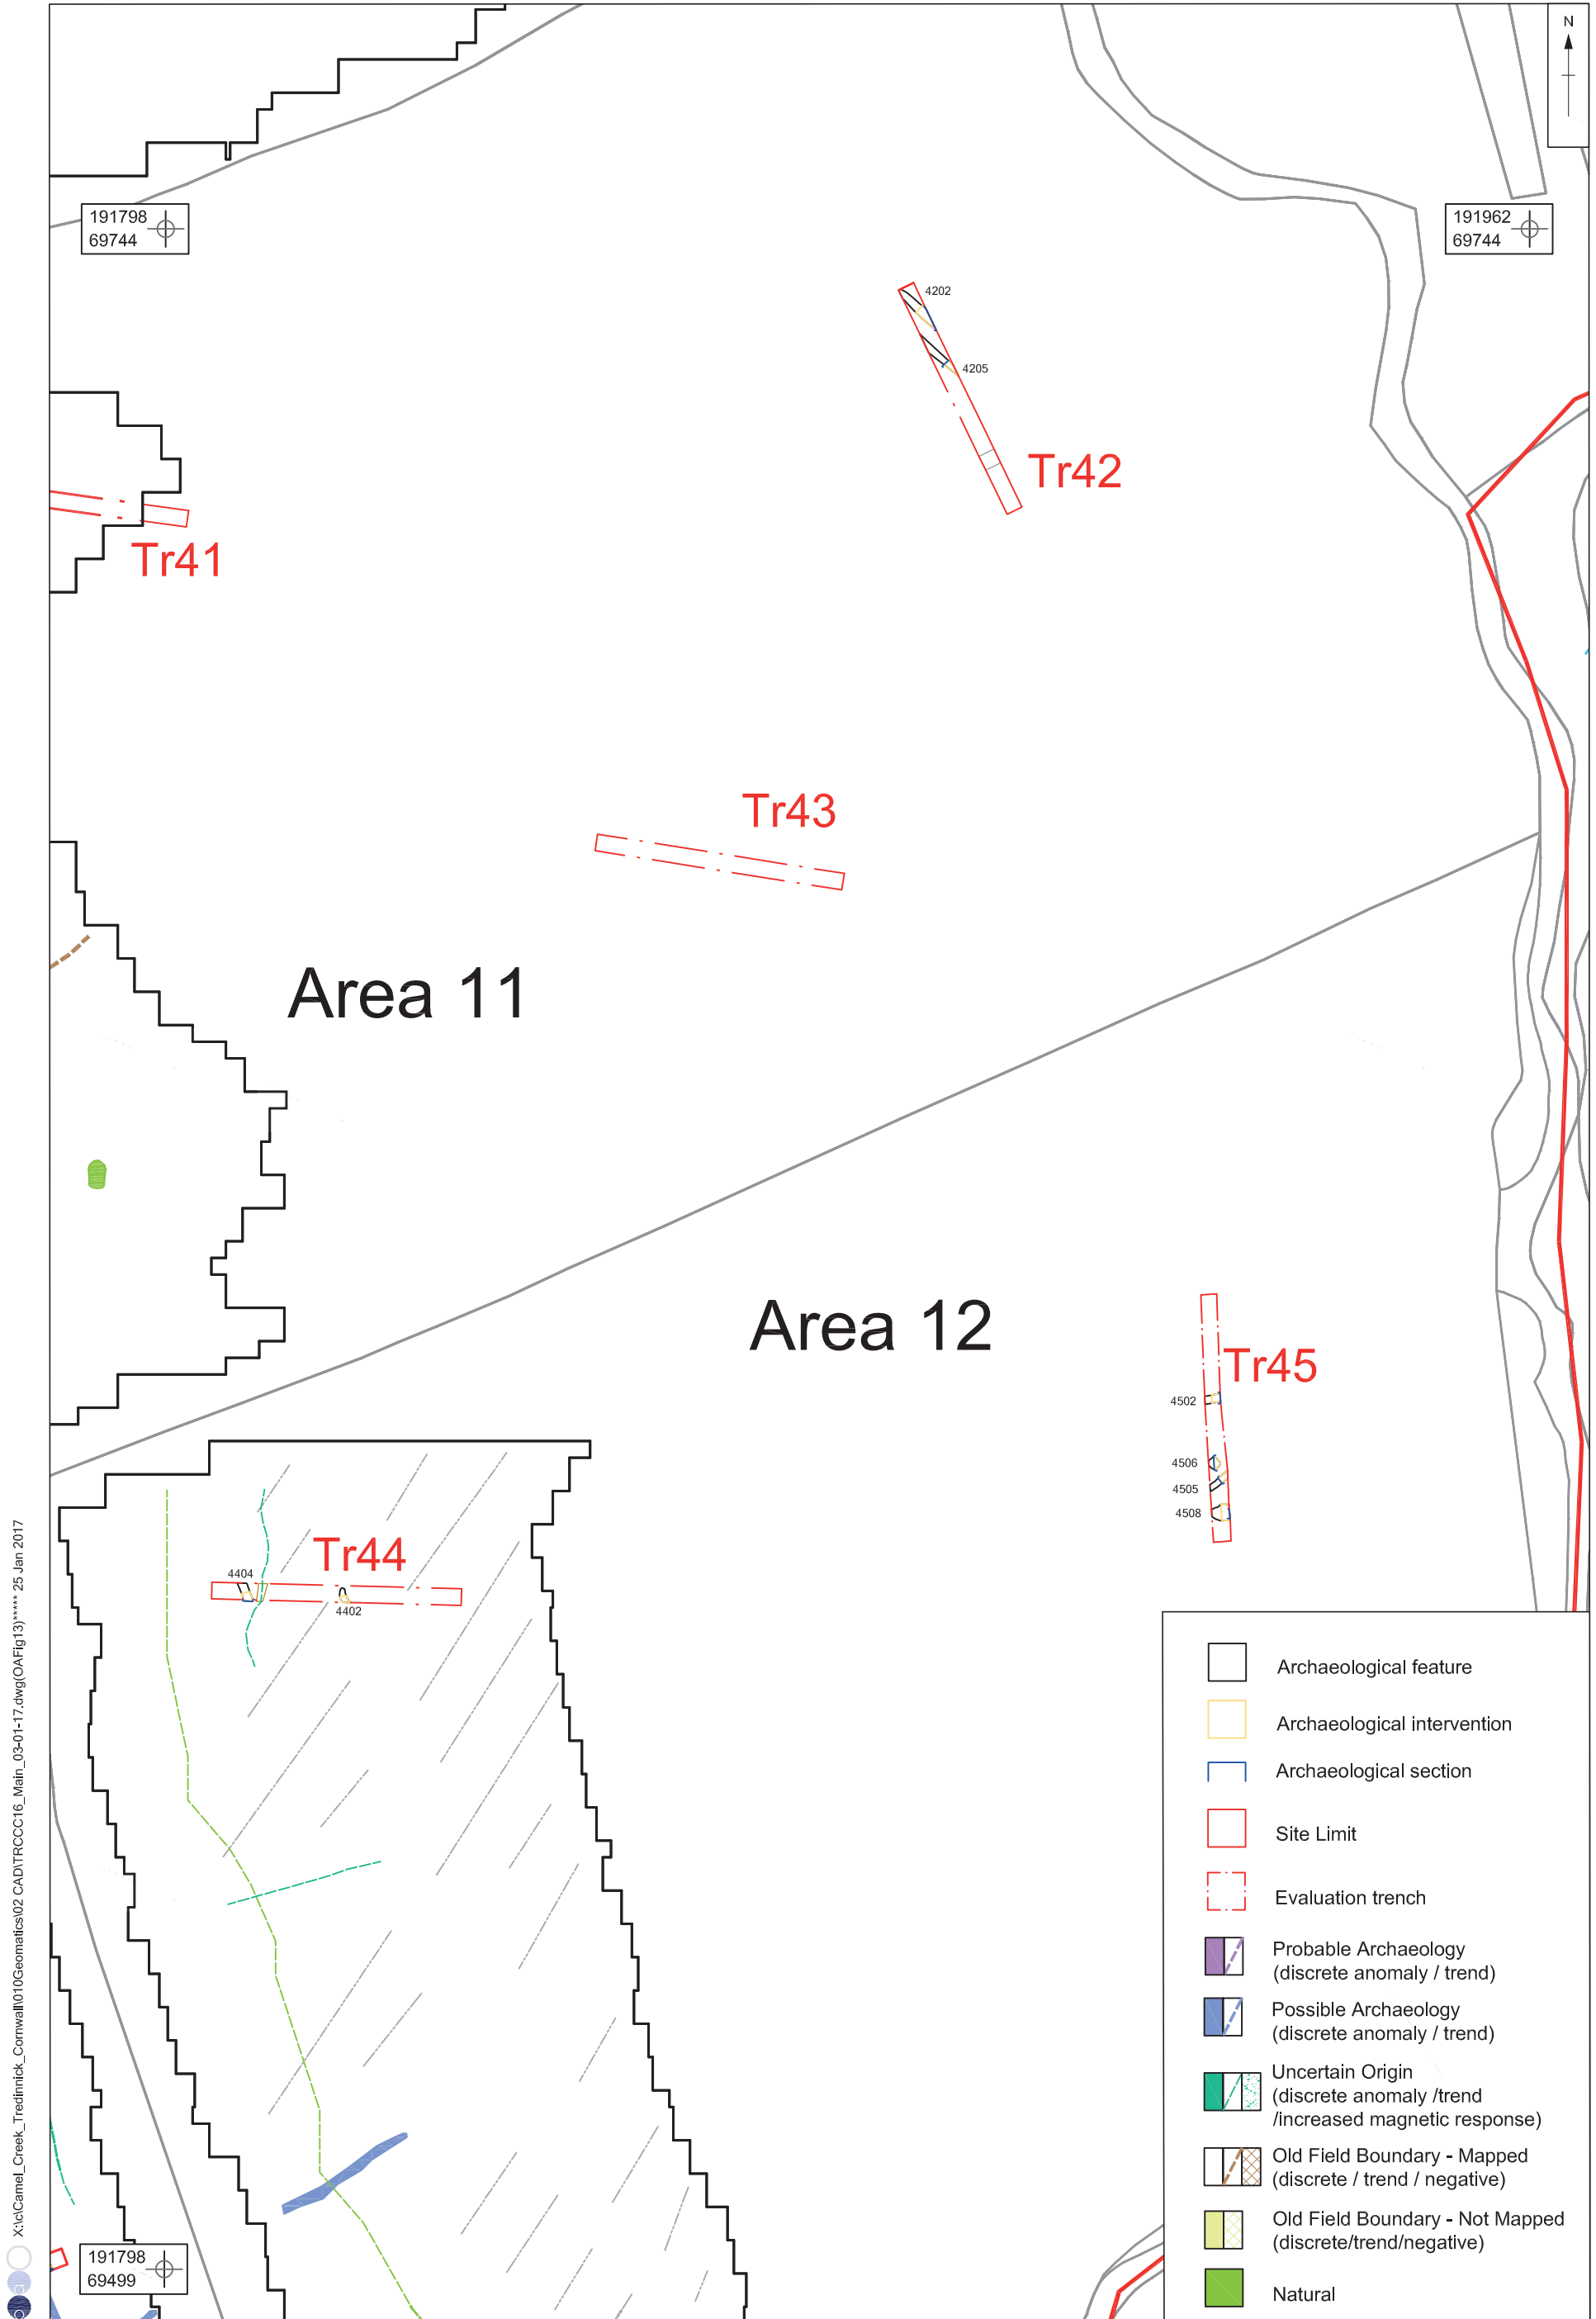 N
191798
69744
191962
69744
4202
4205
Tr42
Tr41
Tr43
Area 11
Area 12
Tr45
4502
4506
4505
4508
Tr44
4404
4402
Archaeological feature
Archaeological intervention
Archaeological section
Site Limit
Evaluation trench
Probable Archaeology
(discrete anomaly / trend)
Possible Archaeology
(discrete anomaly / trend)
Uncertain Origin
(discrete anomaly /trend
/increased magnetic response)
Old Field Boundary - Mapped
(discrete / trend / negative)
Old Field Boundary - Not Mapped
(discrete/trend/negative)
Natural
191798
69499
X:\c\Camel_Creek_Tredinnick_Cornwall\010Geomatics\02 CAD\TRCCC16_Main_03-01-17.dwg(OAFig13)***** 25 Jan 2017